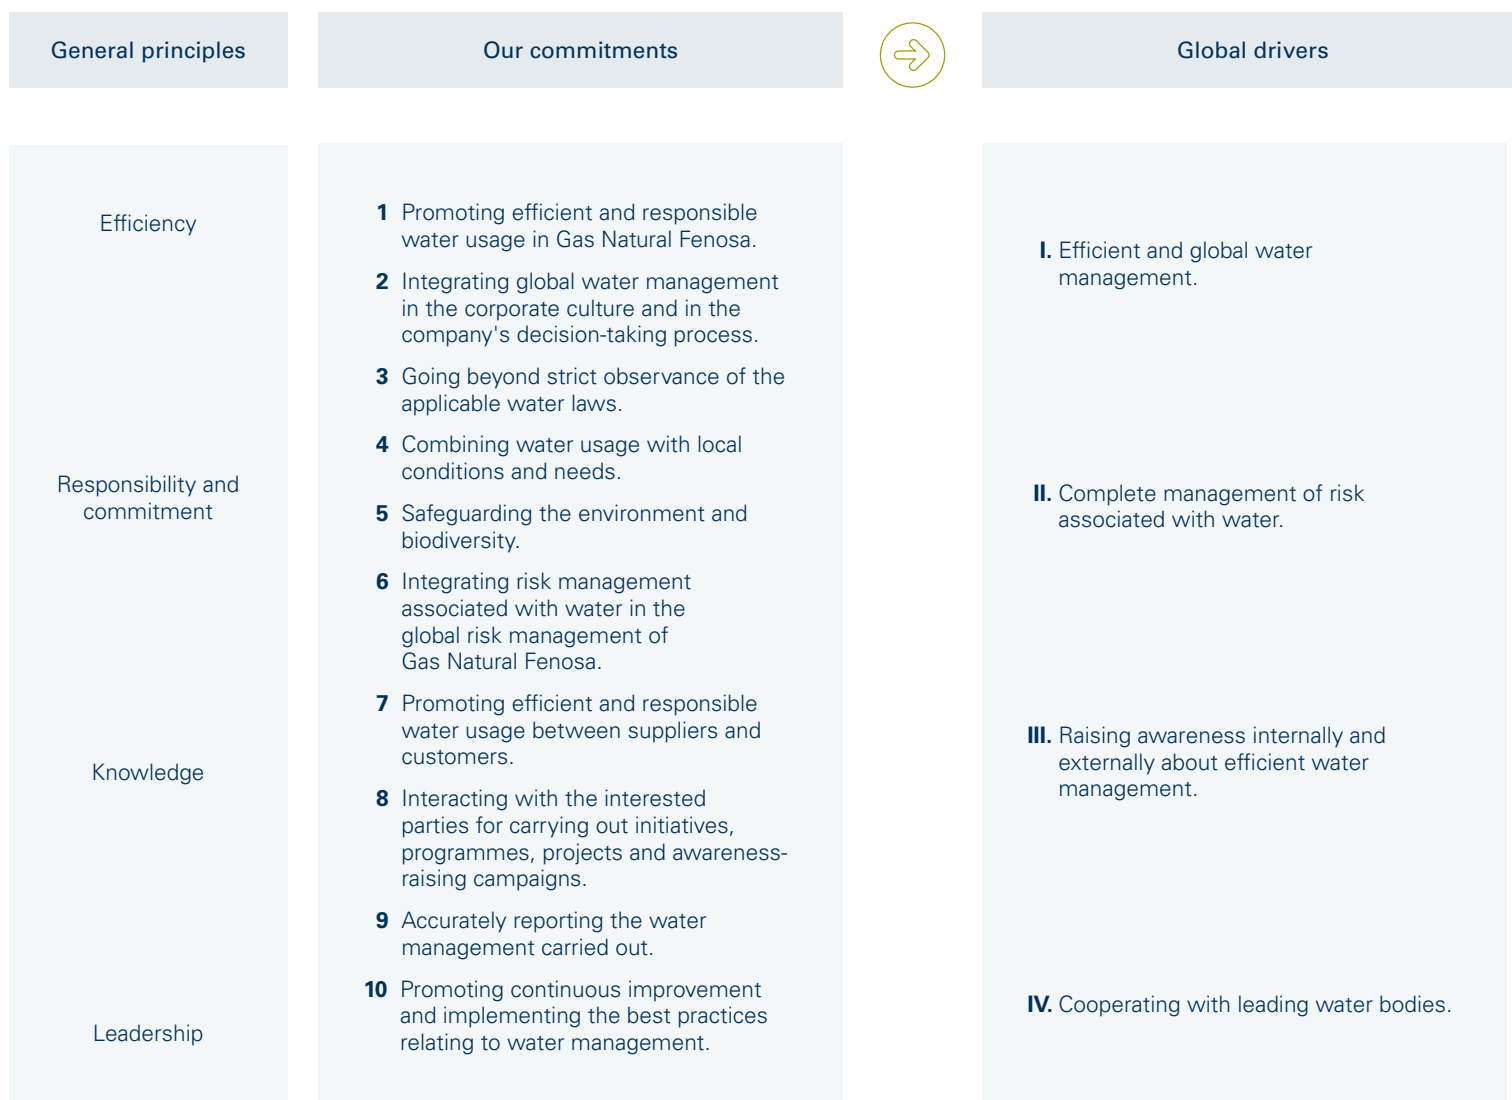 General principles
Our commitments
Global drivers
Efficiency
Responsibility and
commitment
Knowledge
Leadership
1 Promoting efficient and responsible
water usage in Gas Natural Fenosa.
2 Integrating global water management
in the corporate culture and in the
company's decision-taking process.
3 Going beyond strict observance of the
applicable water laws.
4 Combining water usage with local
conditions and needs.
5 Safeguarding the environment and
biodiversity.
6 Integrating risk management
associated with water in the
global risk management of
Gas Natural Fenosa.
7 Promoting efficient and responsible
water usage between suppliers and
customers.
8 Interacting with the interested
parties for carrying out initiatives,
programmes, projects and awareness-
raising campaigns.
9 Accurately reporting the water
management carried out.
10 Promoting continuous improvement
and implementing the best practices
relating to water management.
I. Efficient and global water
management.
II. Complete management of risk
associated with water.
III. Raising awareness internally and
externally about efficient water
management.
IV. Cooperating with leading water bodies.